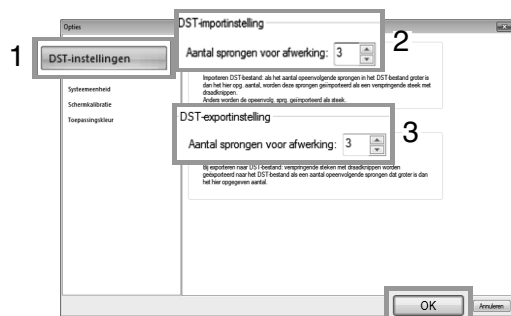 Opties
1
DST-instellingen
Systeemeenheid
Schermkalibratie
Toepassingskleur
DST-importinstelling
Aantal sprongen voor afwerking: 3
2
Importeren DST-bestand: als het aantal opeenvolgende sprongen in het DST-bestand groter is
dan het hier opg. aantal, worden deze sprongen geïmporteerd als een verspringende steek met
draadknippen.
Anders worden de opeenvolg. sprg. geïmporteerd als steek.
DST-exportinstelling
Aantal sprongen voor afwerking: 3
3
Bij exporteren naar DST-bestand: verspringende steken met draadknippen worden
geëxporteerd naar het DST-bestand als een aantal opeenvolgende sprongen dat groter is dan
het hier opgegeven aantal.
OK
Annuleren